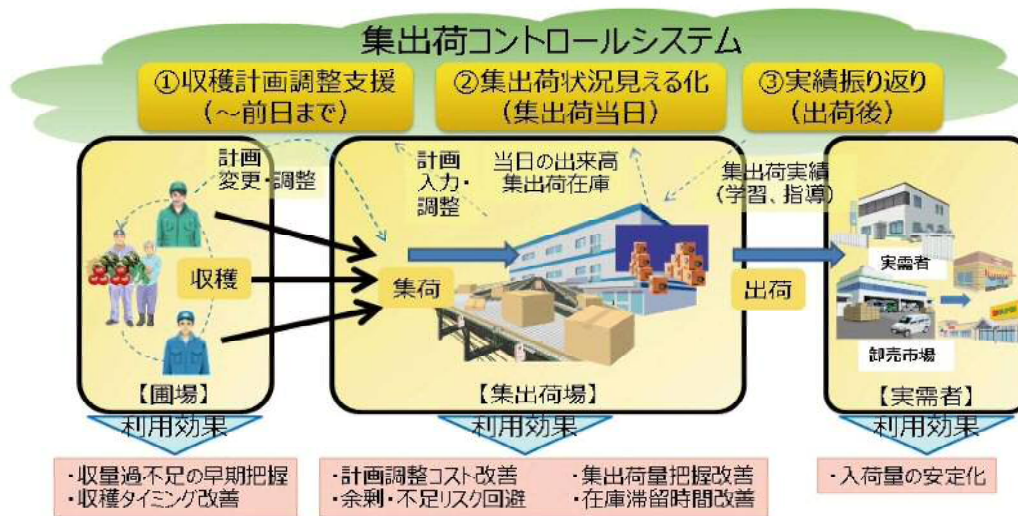 集出荷コントロールシステム
①収穫計画調整支援
(~前日まで)
②集出荷状況見える化
(集出荷当日)
③実績振り返り
(出荷後)
計画
変更・調整
計画
入力・
調整
当日の出来高
集出荷在庫
集出荷実績
(学習、指導)
収穫
集荷
出荷
実需者
卸売市場
【圃場】
【集出荷場】
【実需者】
利用効果
利用効果
利用効果
・収量過不足の早期把握
・収穫タイミング改善
・計画調整コスト改善
・余剰・不足リスク回避
・集出荷量把握改善
・在庫滞留時間改善
・入荷量の安定化